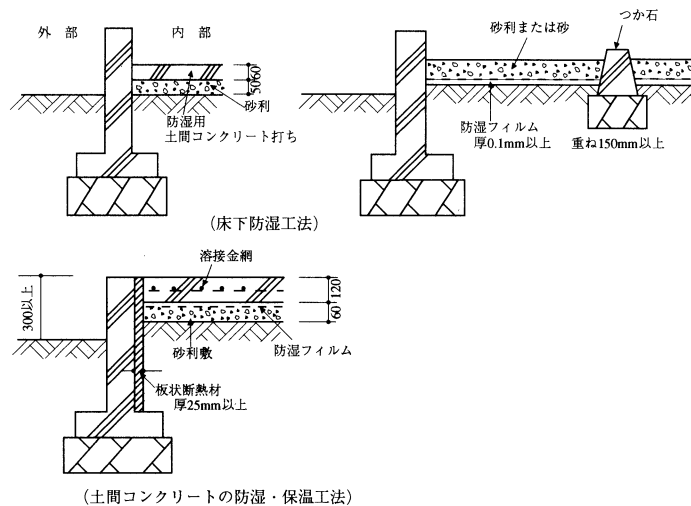 外 部
内 部
60
50
砂利
防湿用
土間コンクリート打ち
つか石
砂利または砂
防湿フィルム
厚0.1mm以上
重ね150mm以上
(床下防湿工法)
溶接金網
300以上
120
60
砂利敷
防湿フィルム
板状断熱材
厚25mm以上
(土間コンクリートの防湿・保温工法)